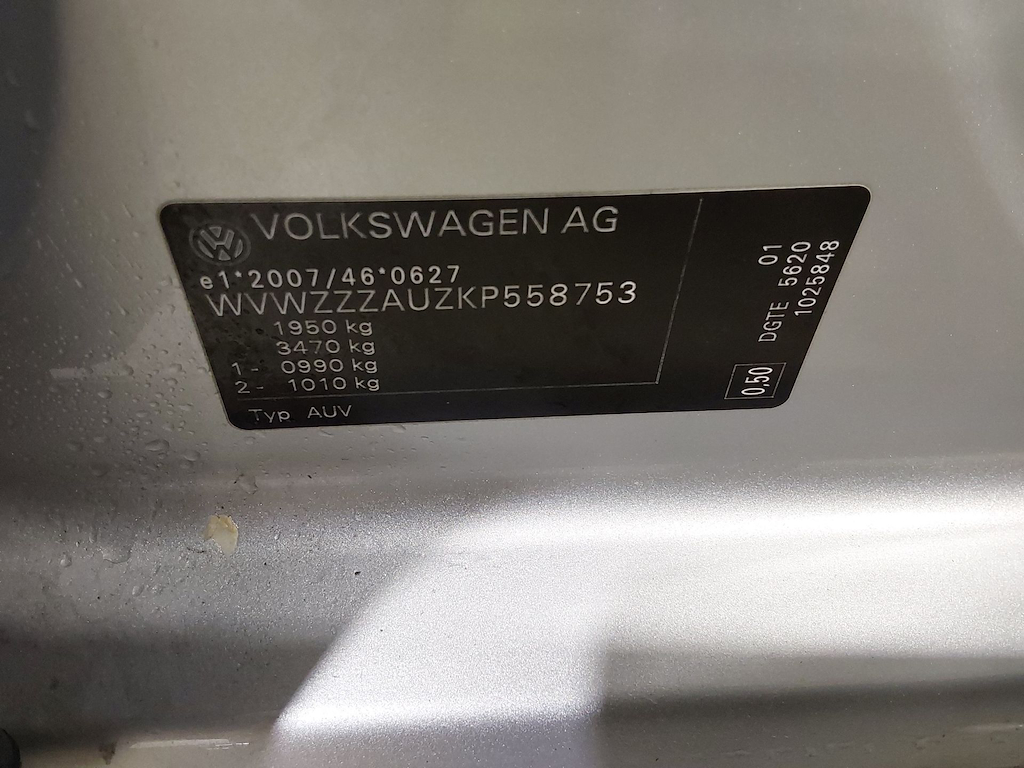 VOLKSWAGEN AG
e1*2007/46*0627
WVWZZZAUZKP558753
1950 kg
3470 kg
1- 0990 kg
2- 1010 kg
Typ AUV
01
DGTE 5620
1025848
0,50